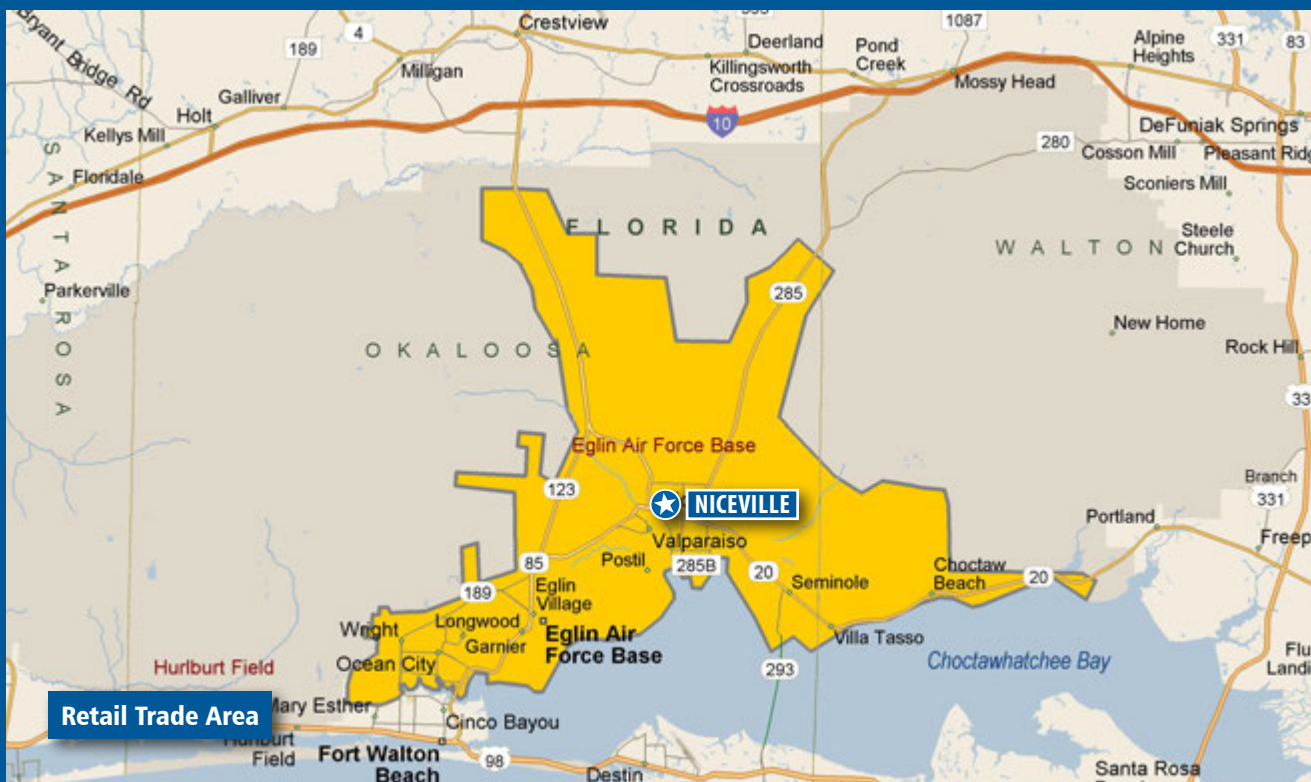 Crestview
393
1087
Bryant Bridge Rd
189
4
Deerland
Pond
Creek
Alpine
Heights
331
83
Milligan
Killingsworth
Crossroads
Mossy Head
Galliver
Holt
10
Kellys Mill
DeFuniak Springs
280
Cosson Mill
Pleasant Ridg
Floridale
Sconiers Mill
SANTA ROSA
FLORIDA
Steele
Church
WALTON
Parkerville
285
New Home
OKALOOSA
Rock Hill
33
Eglin Air Force Base
Branch
123
NICEVILLE
331
Portland
Valparaiso
Freep
85
Postil
285B
20
Choctaw
Beach
20
Seminole
189
Eglin
Village
Longwood
Wright
Garnier
Eglin Air
Force Base
Villa Tasso
Ocean City
Hurlburt Field
293
Choctawhatchee Bay
Flu
Landi
Retail Trade Area
Mary Esther
Cinco Bayou
Hurlburt
Field
Fort Walton
Beach
98
Destin
Santa Rosa